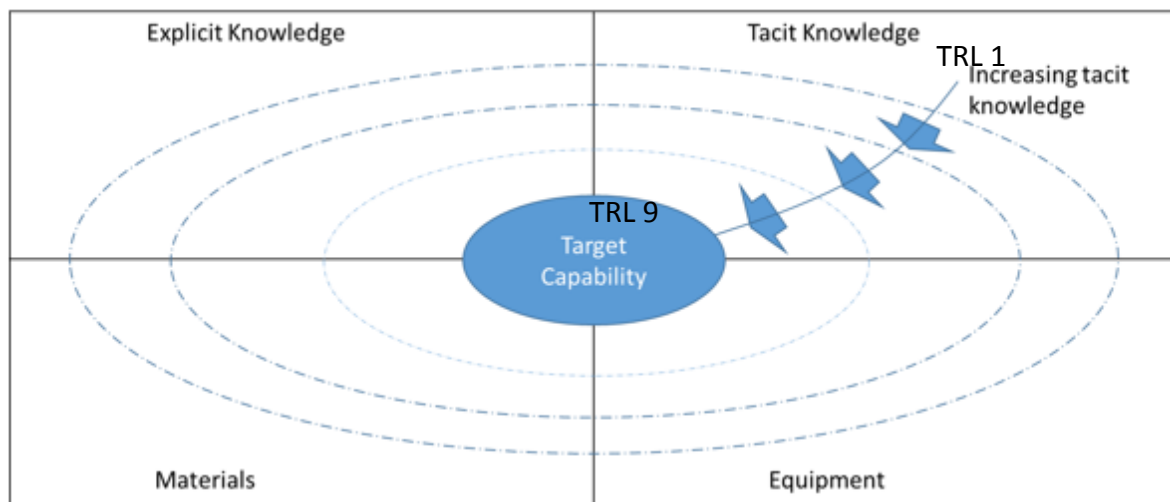 Explicit Knowledge
Tacit Knowledge
TRL 1
Increasing tacit
knowledge
TRL 9
Target
Capability
Materials
Equipment